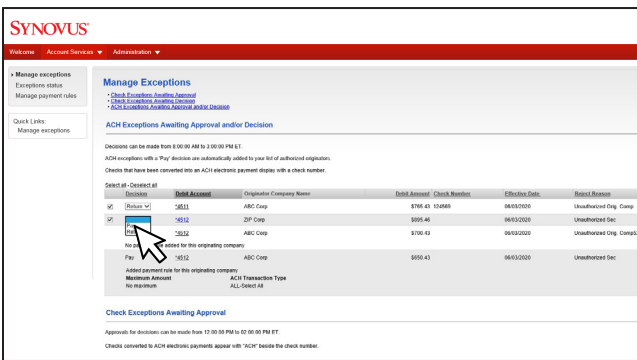 SYNOVUS
Welcome Account Services Administration
Manage exceptions
Exceptions status
Manage payment rules
Quick Links:
Manage exceptions
Manage Exceptions
• Check Exceptions Awaiting Approval
• Check Exceptions Awaiting Decision
• ACH Exceptions Awaiting Approval and/or Decision
ACH Exceptions Awaiting Approval and/or Decision
Decisions can be made from 8:00:00 AM to 3:00:00 PM ET.
ACH exceptions with a 'Pay' decision are automatically added to your list of authorized originators.
Checks that have been converted into an ACH electronic payment display with a check number.
Select all - Deselect all
Decision Debit Account Originator Company Name Debit Amount Check Number Effective Date Reject Reason
Return *4511 ABC Corp $765.43 124569 06/03/2020 Unauthorized Orig. Comp
*4512 ZIP Corp $895.46 06/03/2020 Unauthorized Sec
*4512 ABC Corp $700.43 06/03/2020 Unauthorized Orig.
added for this originating company
Pay *4512 ABC Corp $650.43 06/03/2020 Unauthorized Sec
Added payment rule for this originating company
Maximum Amount ACH Transaction Type
No maximum ALL-Select All
Check Exceptions Awaiting Approval
Approvals for decisions can be made from 12:00:00 PM to 02:00:00 PM ET.
Checks converted to ACH electronic payments appear with "ACH" beside the check number.